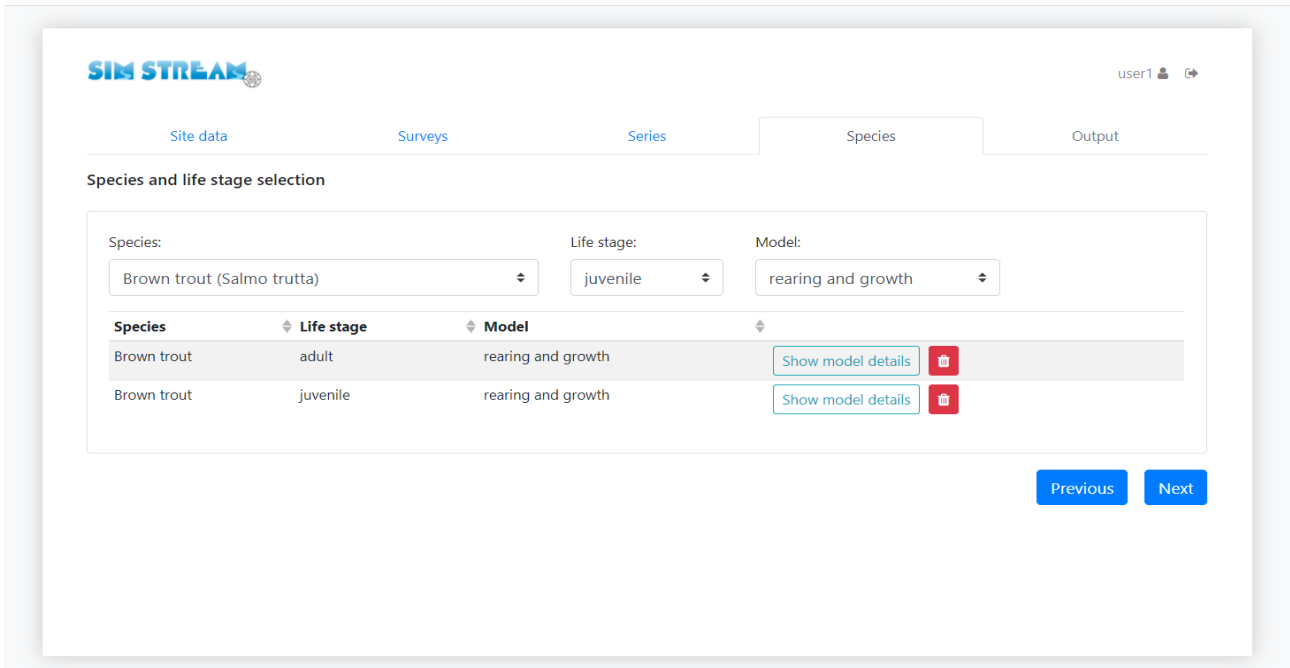 SIM STREAM
user1
Site data Surveys Series Species Output
Species and life stage selection
Species: Life stage: Model:
Brown trout (Salmo trutta) juvenile rearing and growth
Species Life stage Model
Brown trout adult rearing and growth Show model details
Brown trout juvenile rearing and growth Show model details
Previous Next